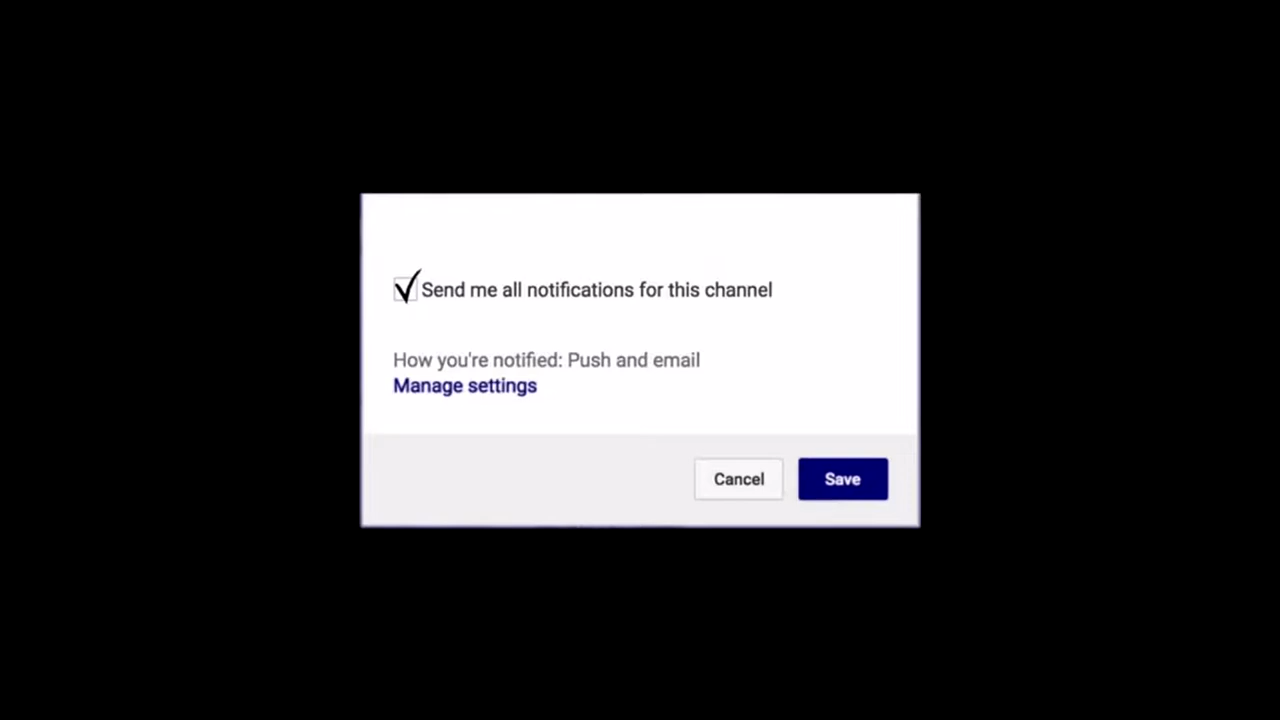 Send me all notifications for this channel
How you're notified: Push and email
Manage settings
Cancel Save